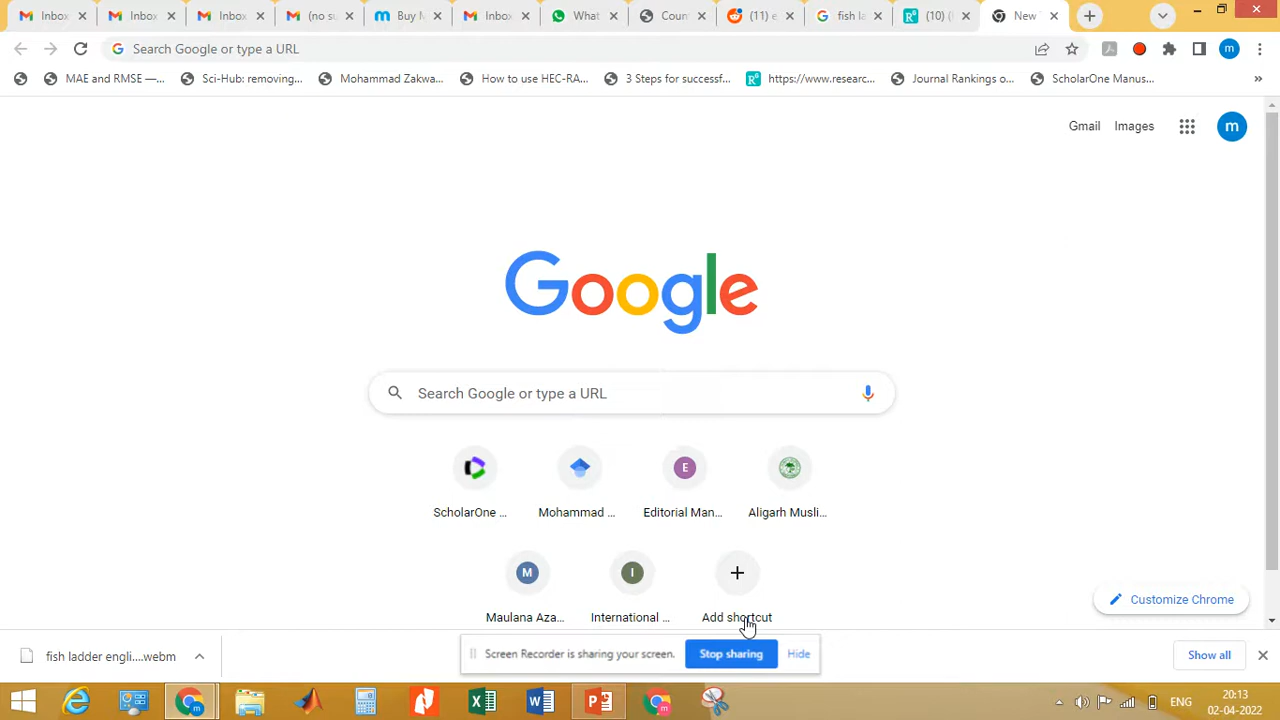 Inbox
Inbox
Inbox
(no su
Buy M
Inbox
What
Coun
(11) e
fish la
(10) (
New
Search Google or type a URL
m
MAE and RMSE —...
Sci-Hub: removing...
Mohammad Zakwa...
How to use HEC-RA...
3 Steps for successf...
https://www.researc...
Journal Rankings o...
ScholarOne Manus...
»
Gmail
Images
m
Google
Search Google or type a URL
ScholarOne ...
Mohammad ...
E
Editorial Man...
Aligarh Musli...
M
Maulana Aza...
I
International ...
Add shortcut
Customize Chrome
fish ladder engli....webm
Screen Recorder is sharing your screen.
Stop sharing
Hide
Show all
ENG
20:13
02-04-2022